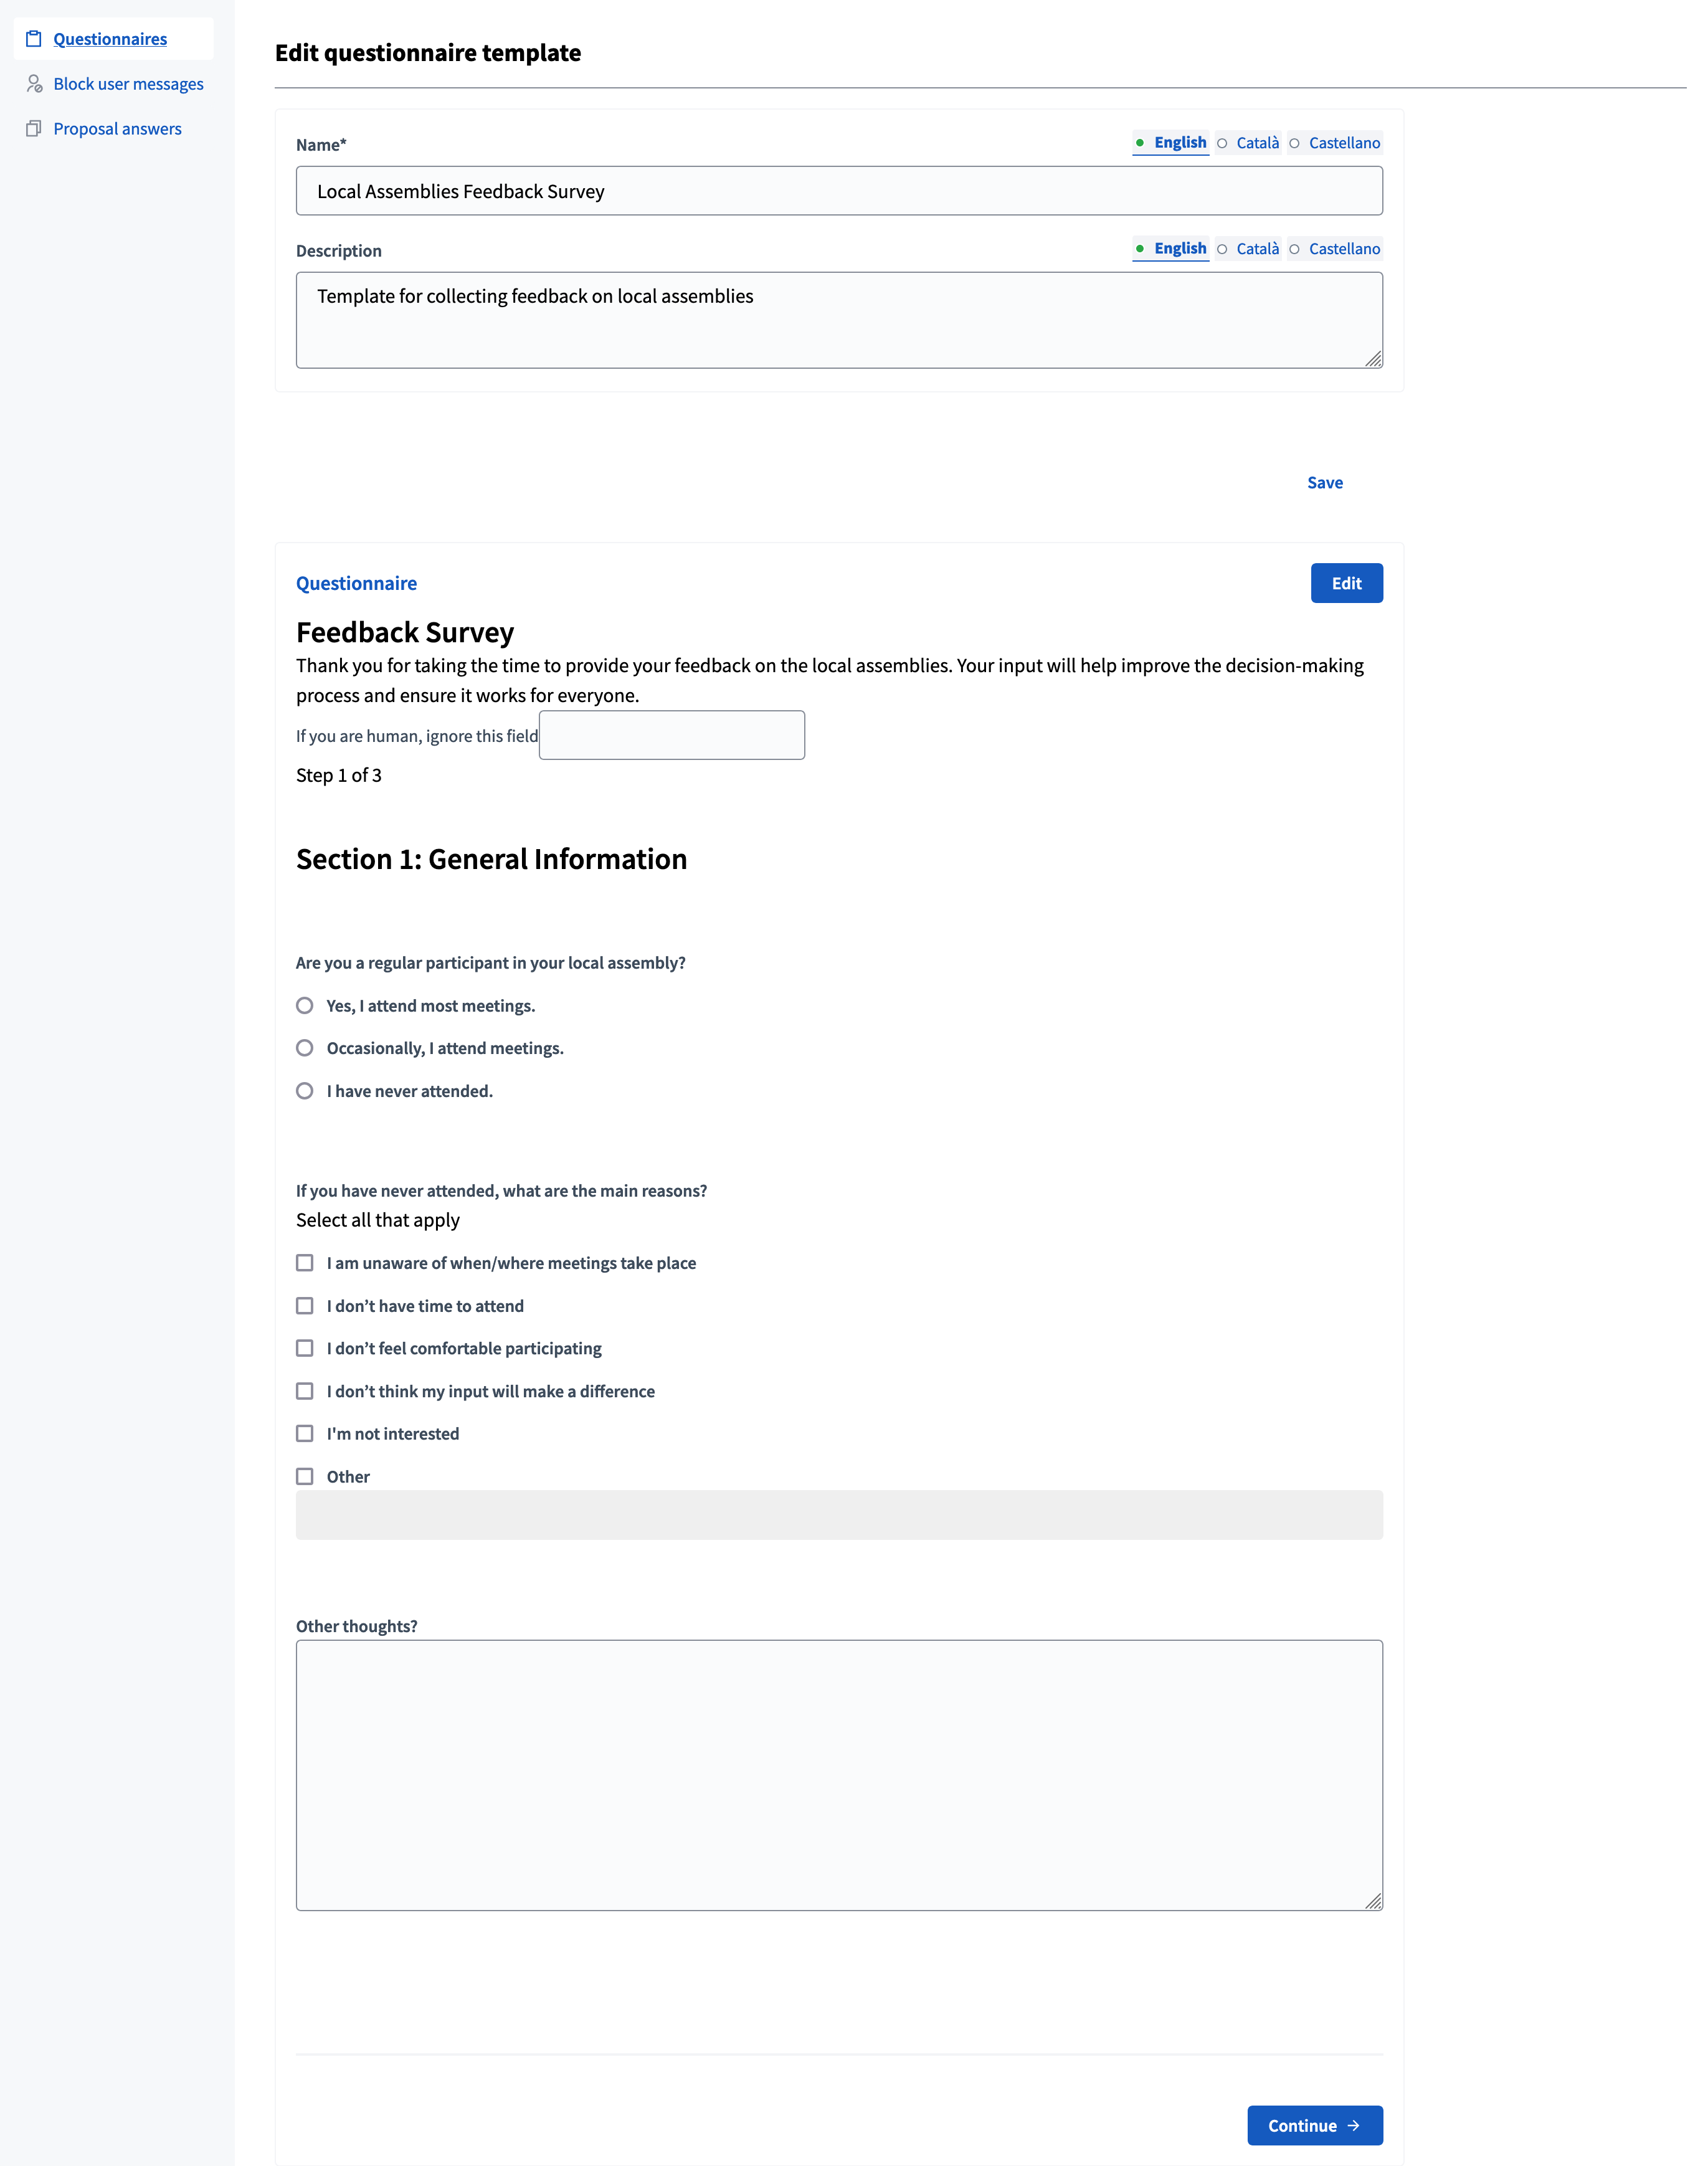 Questionnaires
Block user messages
Proposal answers
Edit questionnaire template
Name*
English Català Castellano
Local Assemblies Feedback Survey
Description
English Català Castellano
Template for collecting feedback on local assemblies
Save
Questionnaire
Edit
Feedback Survey
Thank you for taking the time to provide your feedback on the local assemblies. Your input will help improve the decision-making
process and ensure it works for everyone.
If you are human, ignore this field
Step 1 of 3
Section 1: General Information
Are you a regular participant in your local assembly?
Yes, I attend most meetings.
Occasionally, I attend meetings.
I have never attended.
If you have never attended, what are the main reasons?
Select all that apply
I am unaware of when/where meetings take place
I don’t have time to attend
I don’t feel comfortable participating
I don’t think my input will make a difference
I'm not interested
Other
Other thoughts?
Continue →